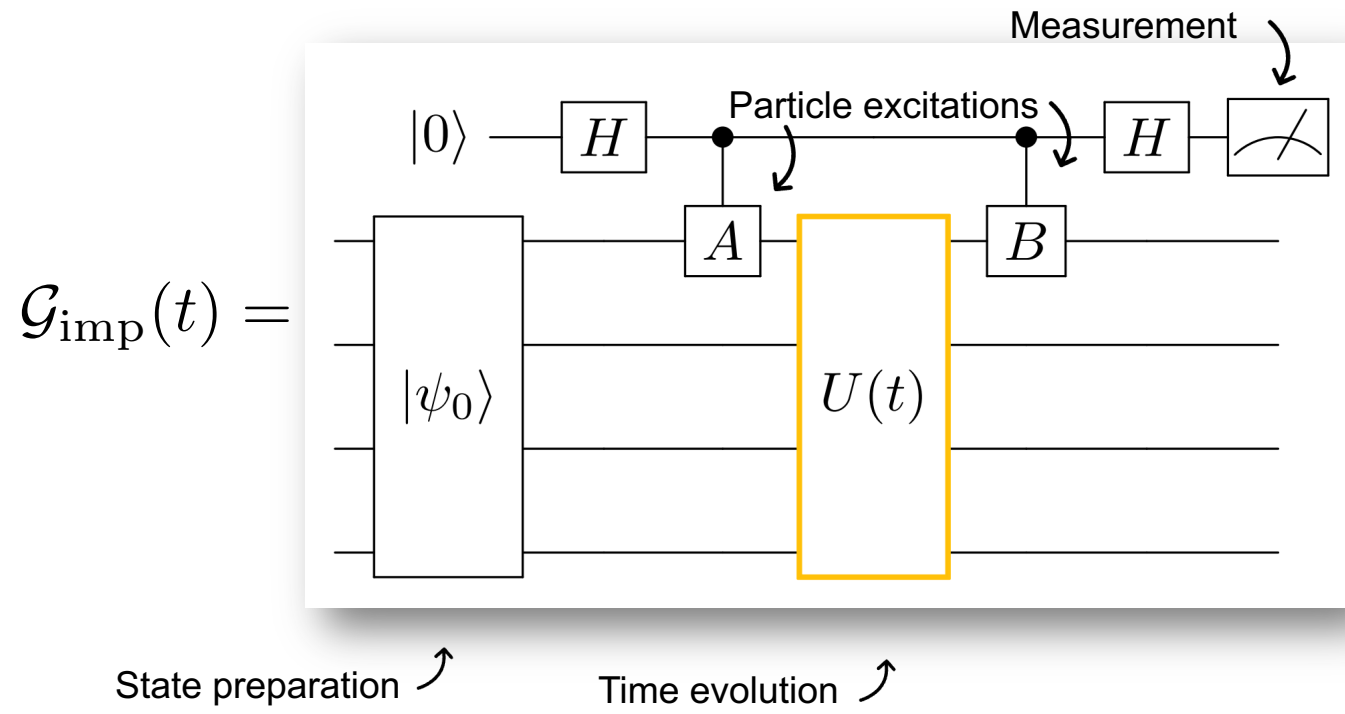 Measurement
Particle excitations
|0⟩ H H
A B
𝒢imp(t) =
|ψ0⟩ U(t)
State preparation
Time evolution